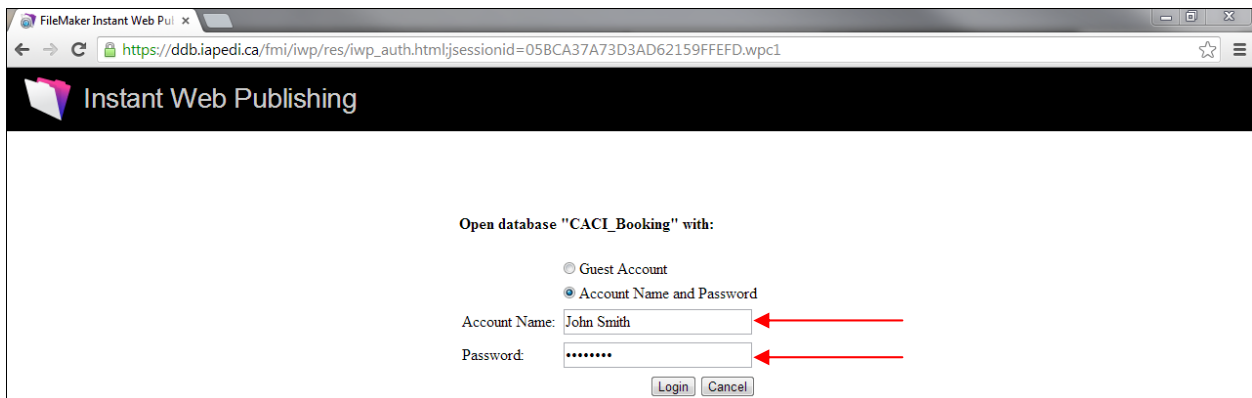 FileMaker Instant Web Pul
https://ddb.iapedi.ca/fmi/iwp/res/iwp_auth.html;jsessionid=05BCA37A73D3AD62159FFEFD.wpc1
Instant Web Publishing
Open database "CACI_Booking" with:
Guest Account
Account Name and Password
Account Name: John Smith
Password: ••••••••
Login Cancel